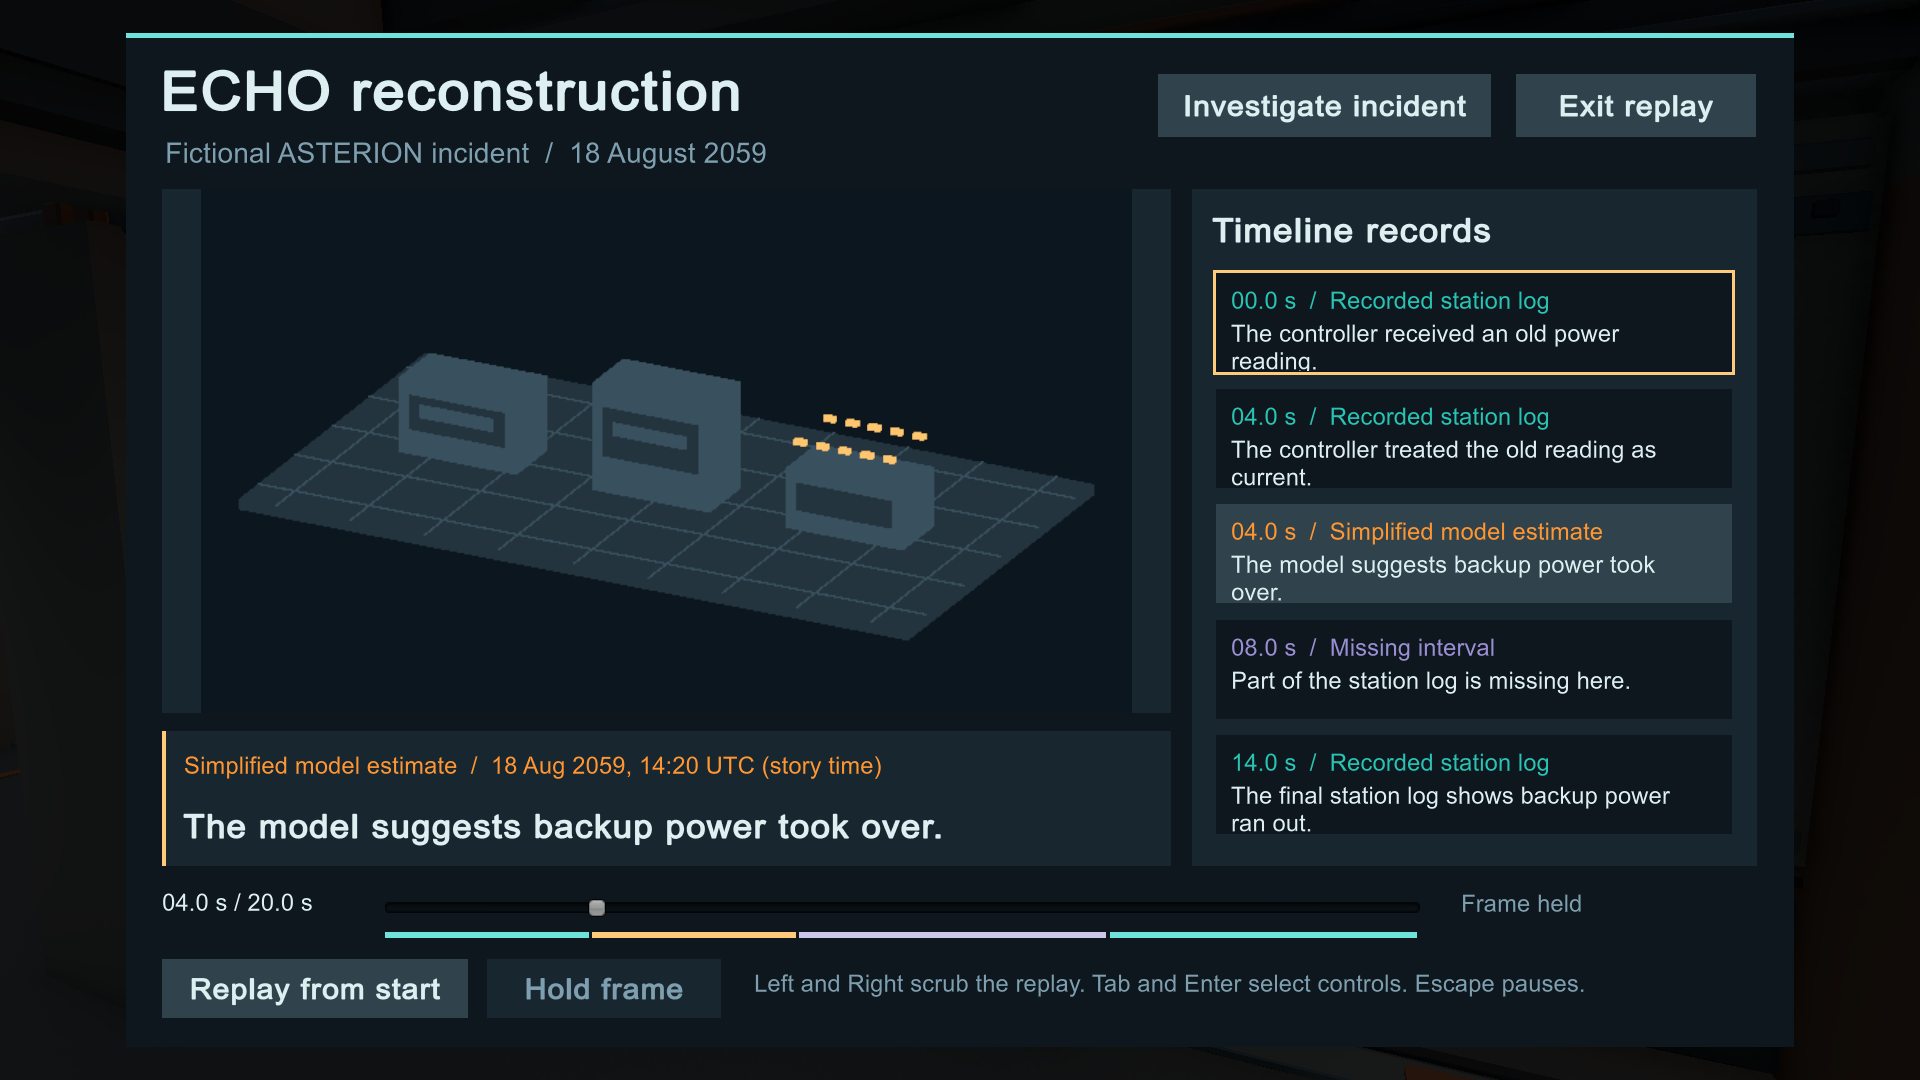 ECHO reconstruction
Fictional ASTERION incident / 18 August 2059
Investigate incident
Exit replay
Timeline records
00.0 s / Recorded station log
The controller received an old power
reading.
04.0 s / Recorded station log
The controller treated the old reading as
current.
04.0 s / Simplified model estimate
The model suggests backup power took
over.
08.0 s / Missing interval
Part of the station log is missing here.
14.0 s / Recorded station log
The final station log shows backup power
ran out.
Simplified model estimate / 18 Aug 2059, 14:20 UTC (story time)
The model suggests backup power took over.
04.0 s / 20.0 s
Frame held
Replay from start
Hold frame
Left and Right scrub the replay. Tab and Enter select controls. Escape pauses.